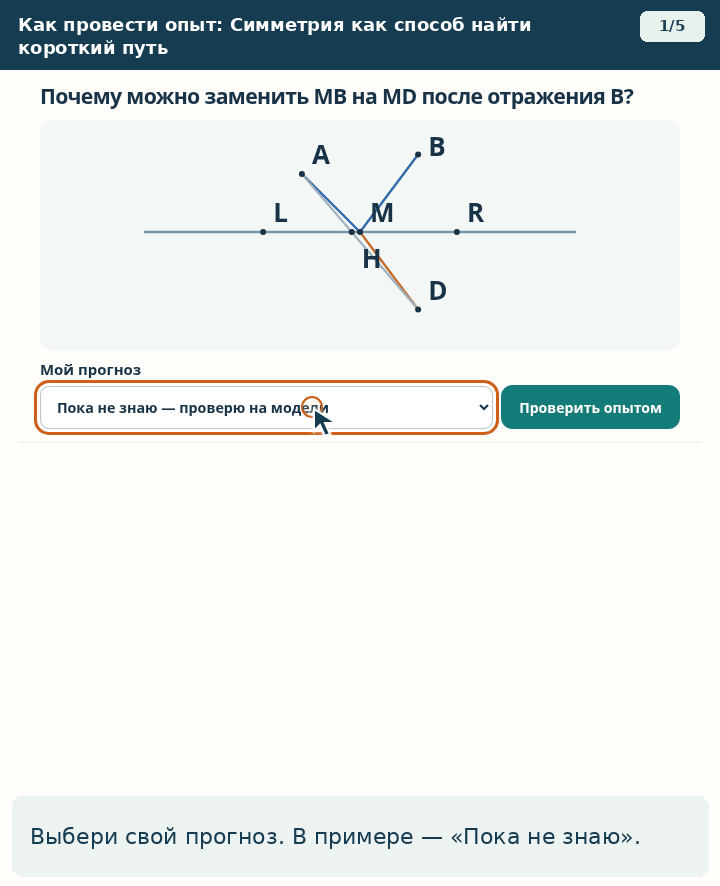 Как провести опыт: Симметрия как способ найти
короткий путь
1/5
Почему можно заменить MB на MD после отражения B?
A
B
L
M
R
H
D
Мой прогноз
Пока не знаю — проверю на модели
Проверить опытом
Выбери свой прогноз. В примере — «Пока не знаю».